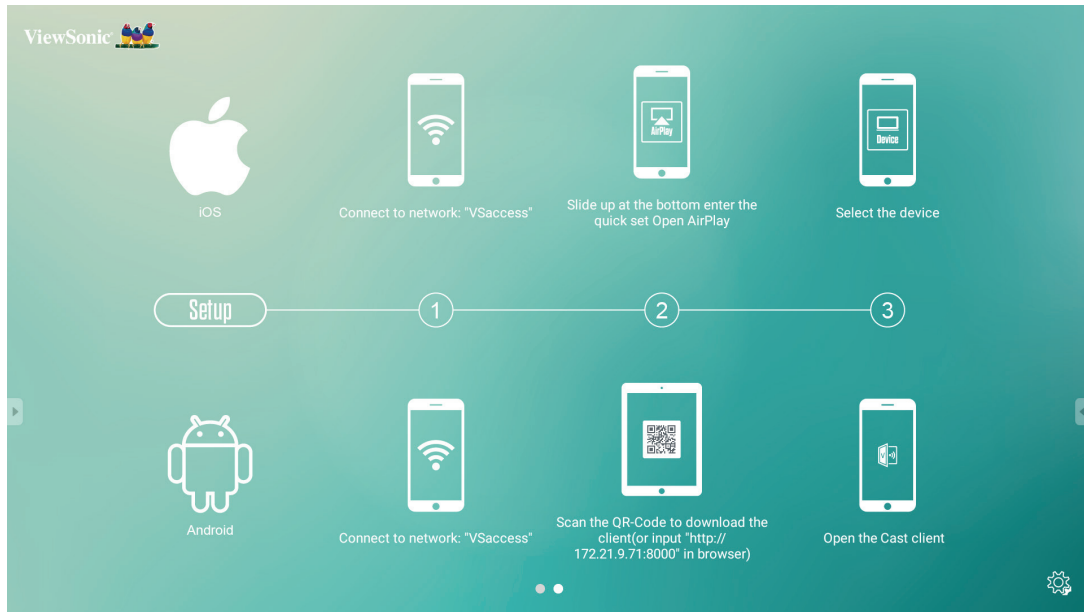 ViewSonic
AirPlay
Device
iOS
Connect to network: "VSaccess"
Slide up at the bottom enter the
quick set Open AirPlay
Select the device
Setup
1
2
3
V
Android
Connect to network: "VSaccess"
Scan the QR-Code to download the
client(or input "http://
172.21.9.71:8000" in browser)
Open the Cast client